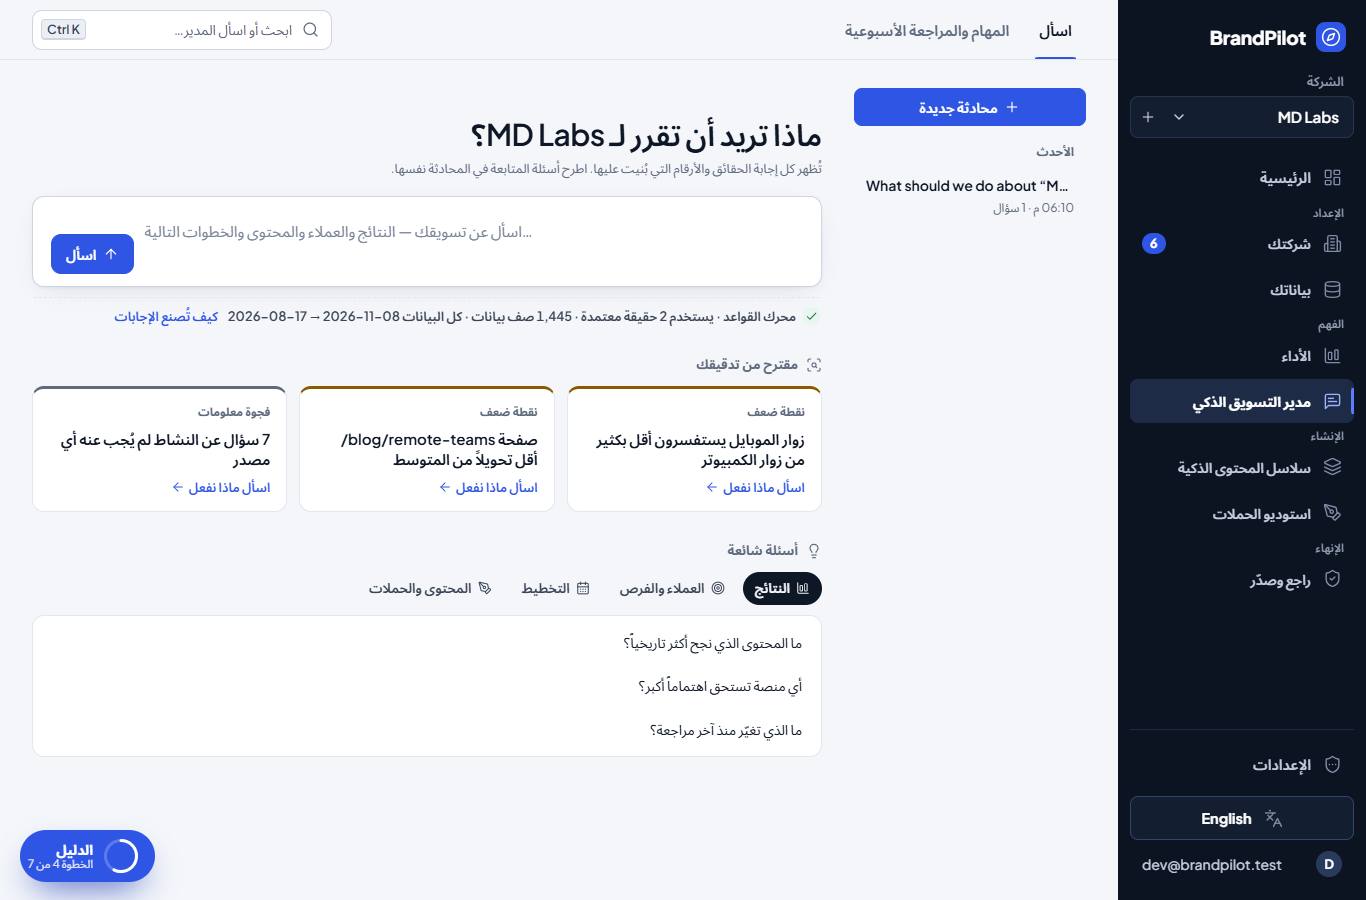 BrandPilot
الشركة
MD Labs
الرئيسية
الإعداد
شركتك
6
بياناتك
الفهم
الأداء
مدير التسويق الذكي
الإنشاء
سلاسل المحتوى الذكية
استوديو الحملات
الإنهاء
راجع وصدّر
الإعدادات
English
D
dev@brandpilot.test
اسأل
المهام والمراجعة الأسبوعية
ابحث أو اسأل المدير...
Ctrl K
محادثة جديدة
الأحدث
What should we do about “M...
06:10 م · 1 سؤال
ماذا تريد أن تقرر لـ MD Labs؟
تُظهر كل إجابة الحقائق والأرقام التي بُنيت عليها. اطرح أسئلة المتابعة في المحادثة نفسها.
اسأل عن تسويقك — النتائج والعملاء والمحتوى والخطوات التالية...
اسأل
محرك القواعد · يستخدم 2 حقيقة معتمدة · 1,445 صف بيانات · كل البيانات 2026-11-08 → 2026-08-17
كيف تُصنع الإجابات
مقترح من تدقيقك
نقطة ضعف
زوار الموبايل يستفسرون أقل بكثير
من زوار الكمبيوتر
اسأل ماذا نفعل ←
نقطة ضعف
صفحة blog/remote-teams/
أقل تحويلاً من المتوسط
اسأل ماذا نفعل ←
فجوة معلومات
7 سؤال عن النشاط لم يُجب عنه أي
مصدر
اسأل ماذا نفعل ←
أسئلة شائعة
النتائج
العملاء والفرص
التخطيط
المحتوى والحملات
ما المحتوى الذي نجح أكثر تاريخياً؟
أي منصة تستحق اهتماماً أكبر؟
ما الذي تغيّر منذ آخر مراجعة؟
الدليل
الخطوة 4 من 7